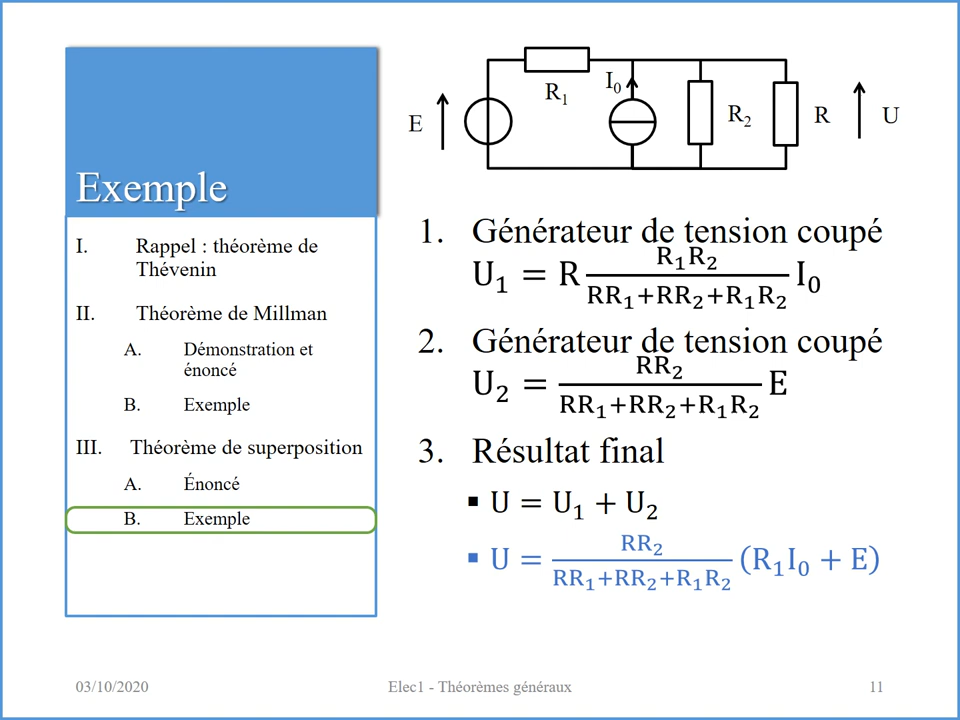 Exemple
I. Rappel : théorème de
Thévenin
II. Théorème de Millman
A. Démonstration et
énoncé
B. Exemple
III. Théorème de superposition
A. Énoncé
B. Exemple
E
R₁
I₀
R₂
R
U
1. Générateur de tension coupé
U₁ = R R₁R₂ / RR₁+RR₂+R₁R₂ I₀
2. Générateur de tension coupé
U₂ = RR₂ / RR₁+RR₂+R₁R₂ E
3. Résultat final
▪ U = U₁ + U₂
▪ U = RR₂ / RR₁+RR₂+R₁R₂ (R₁I₀ + E)
03/10/2020
Elec1 - Théorèmes généraux
11